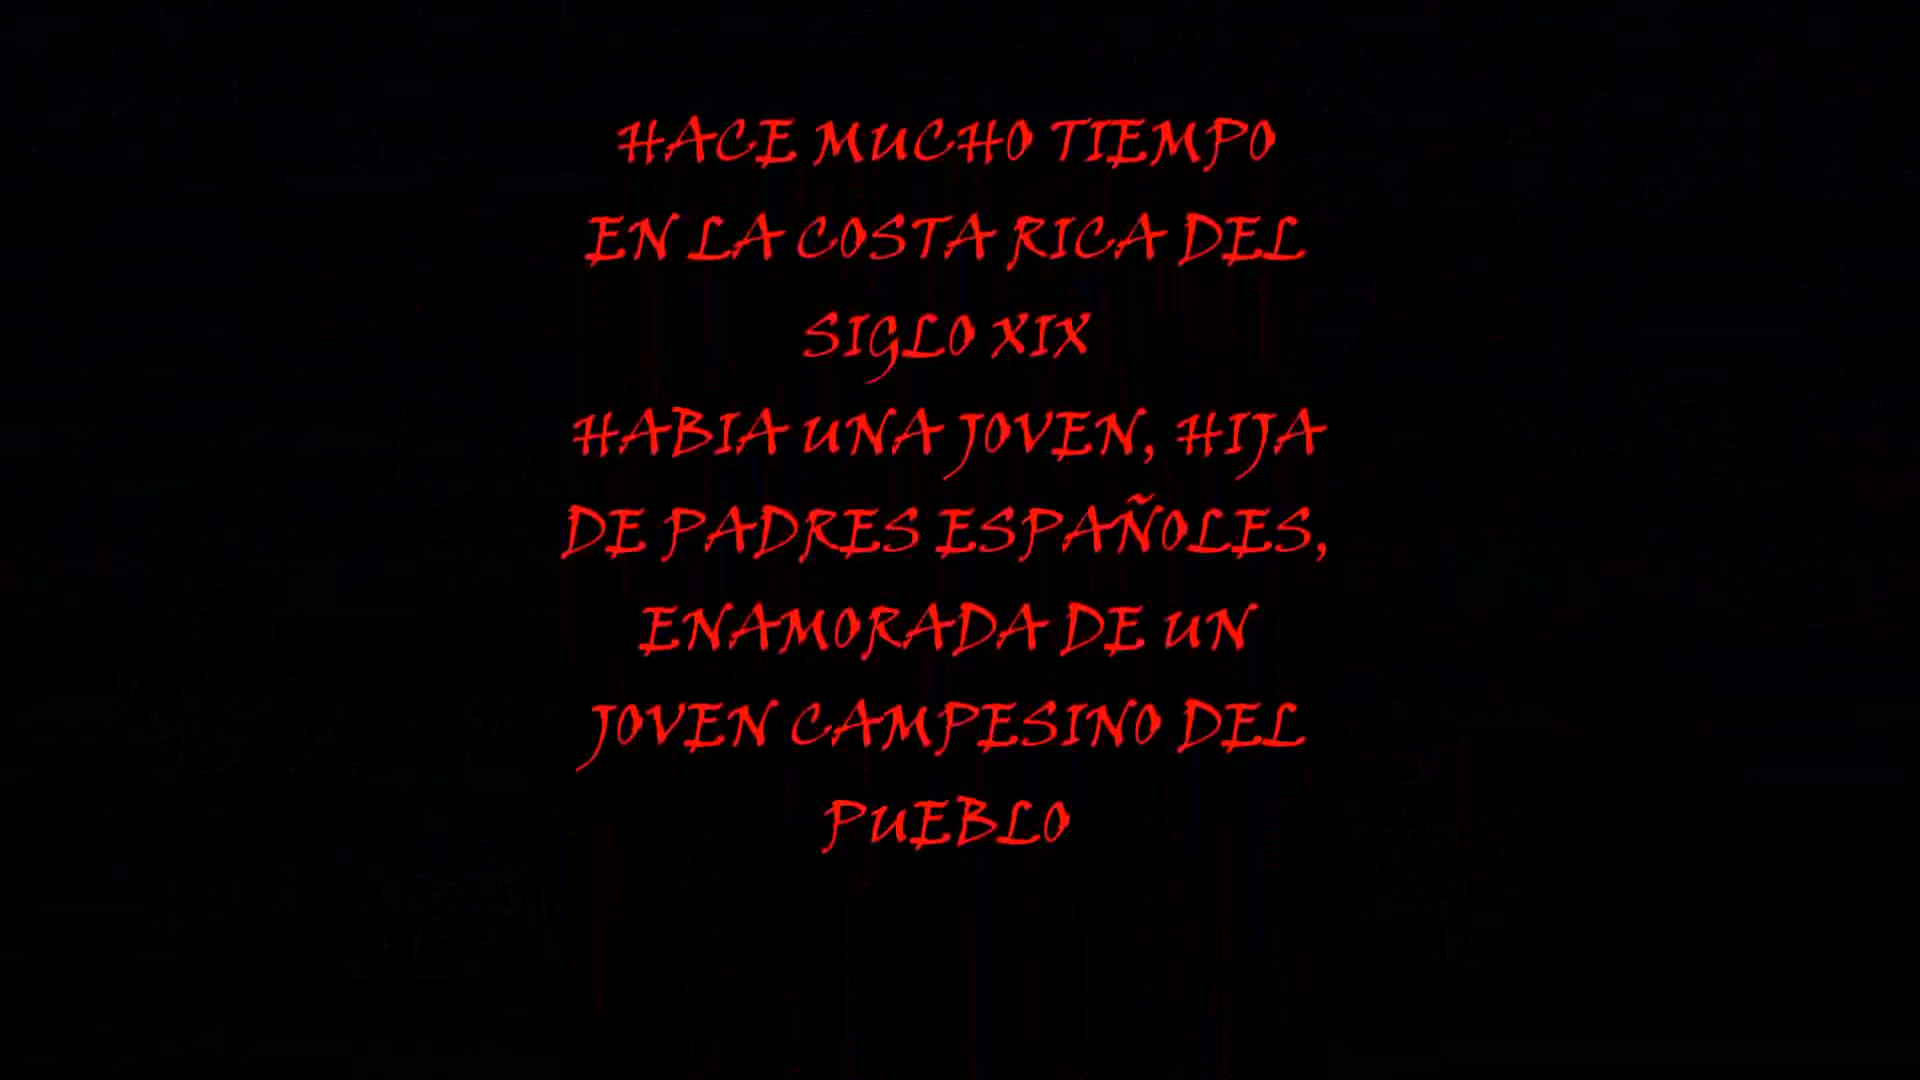 HACE MUCHO TIEMPO
EN LA COSTA RICA DEL
SIGLO XIX
HABIA UNA JOVEN, HIJA
DE PADRES ESPAÑOLES,
ENAMORADA DE UN
JOVEN CAMPESINO DEL
PUEBLO